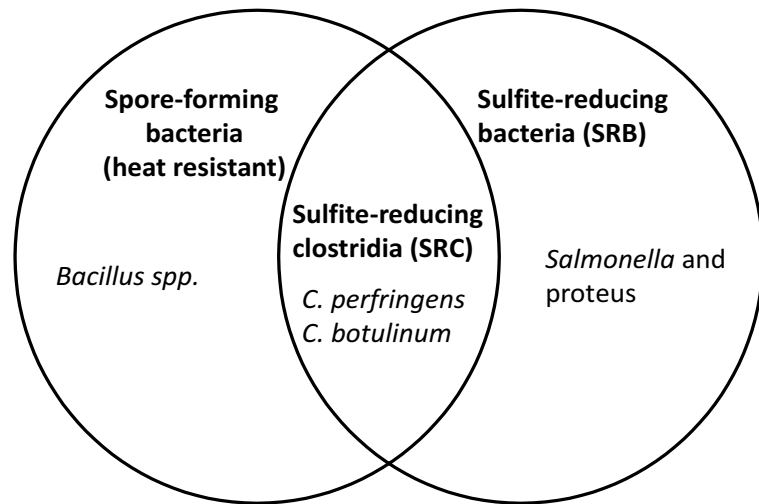 Spore-forming
bacteria
(heat resistant)
Bacillus spp.
Sulfite-reducing
clostridia (SRC)
C. perfringens
C. botulinum
Sulfite-reducing
bacteria (SRB)
Salmonella and
proteus